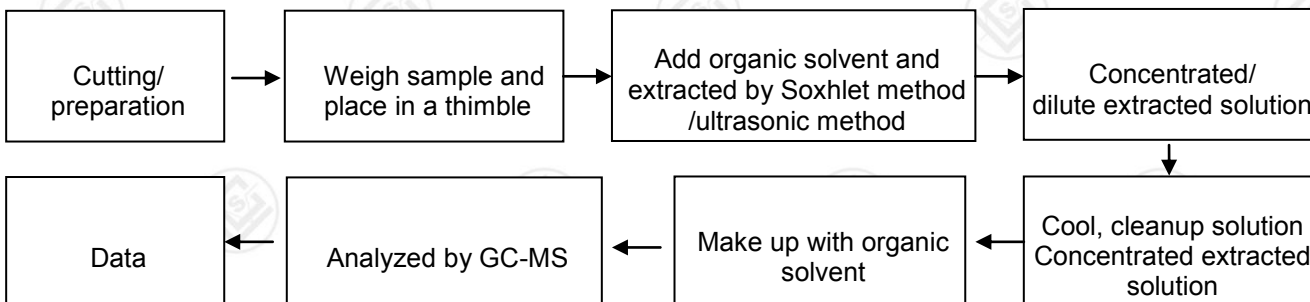 Cutting/
preparation
Weigh sample and
place in a thimble
Add organic solvent and
extracted by Soxhlet method
/ultrasonic method
Concentrated/
dilute extracted solution
Cool, cleanup solution
Concentrated extracted
solution
Make up with organic
solvent
Analyzed by GC-MS
Data